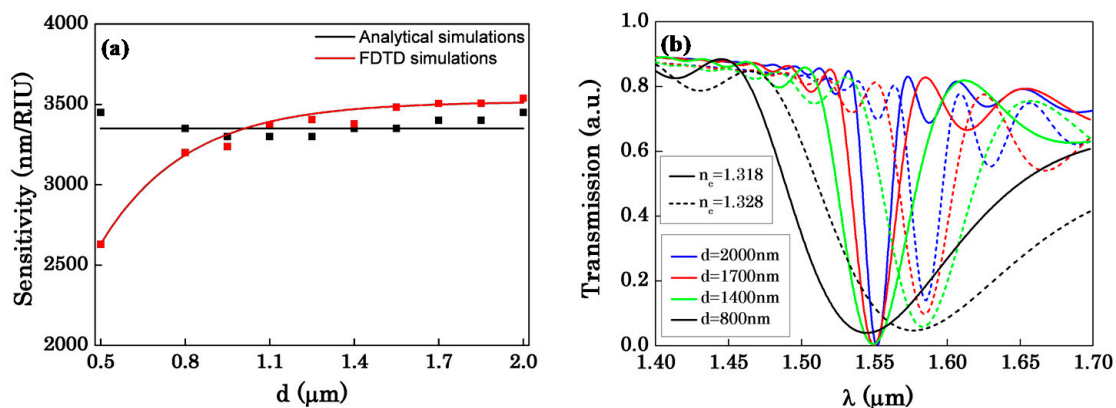 (a)
Sensitivity (nm/RIU)
4000
3500
3000
2500
2000
Analytical simulations
FDTD simulations
0.5 0.8 1.1 1.4 1.7 2.0
d (μm)
(b)
Transmission (a.u.)
1.0
0.8
0.6
0.4
0.2
0.0
n_c=1.318
n_c=1.328
d=2000nm
d=1700nm
d=1400nm
d=800nm
1.40 1.45 1.50 1.55 1.60 1.65 1.70
λ (μm)